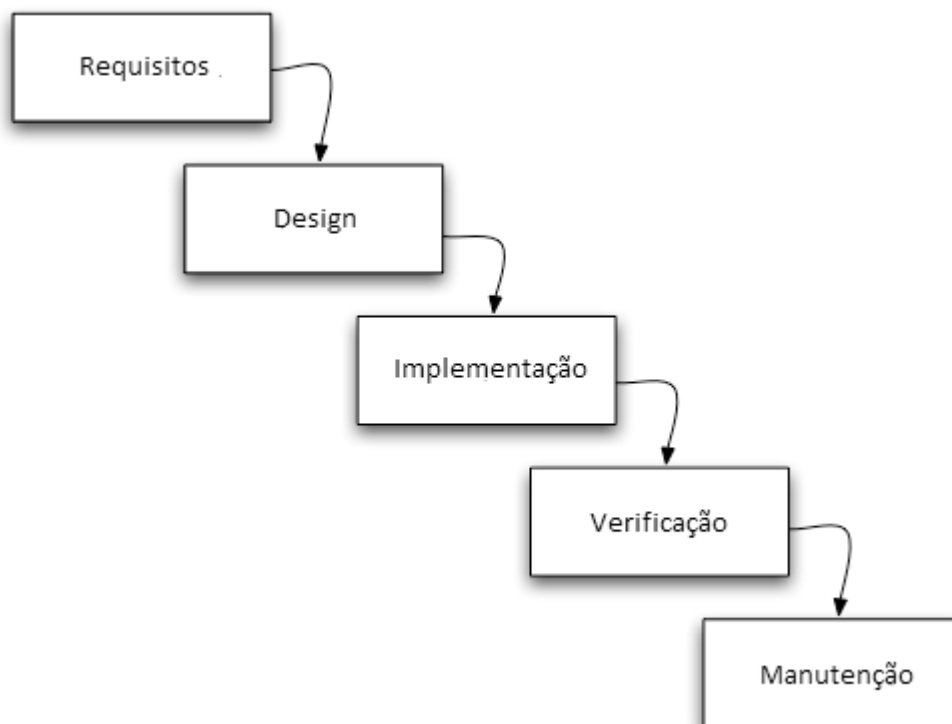 Requisitos
Design
Implementação
Verificação
Manutenção